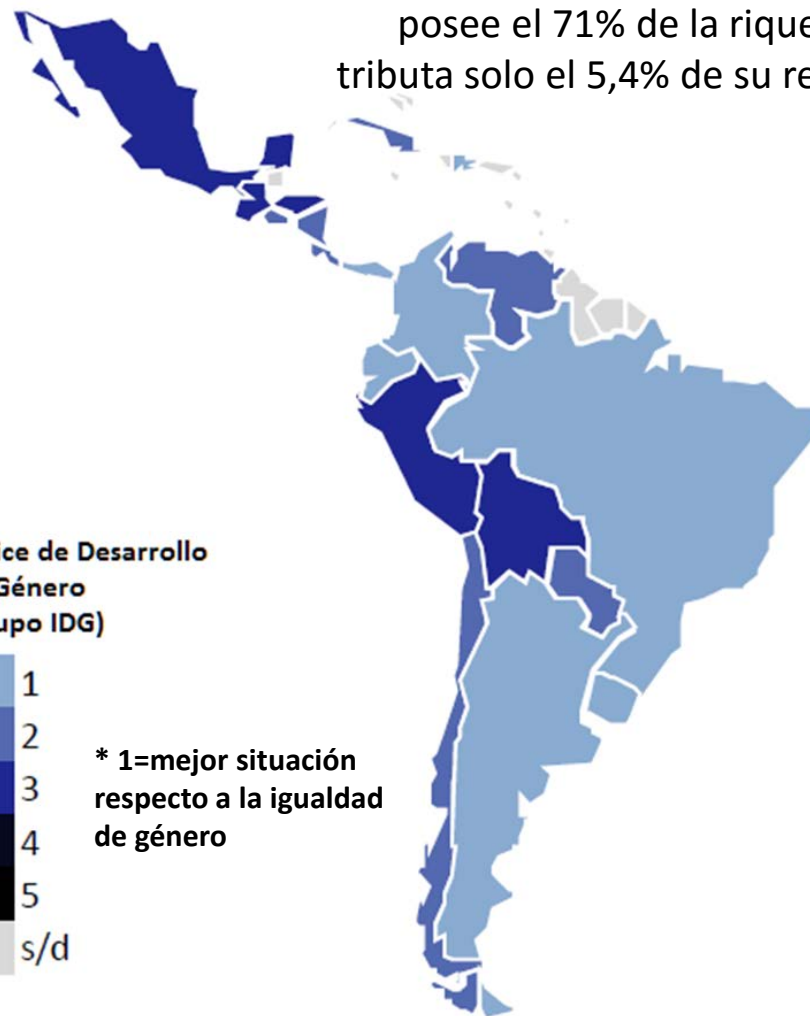 posee el 71% de la
tributa solo el 5,4% de su
de Desarrollo
Género
IDG)
1
2
3
4
5
s/d
* 1=mejor situación
respecto a la igualdad
de género